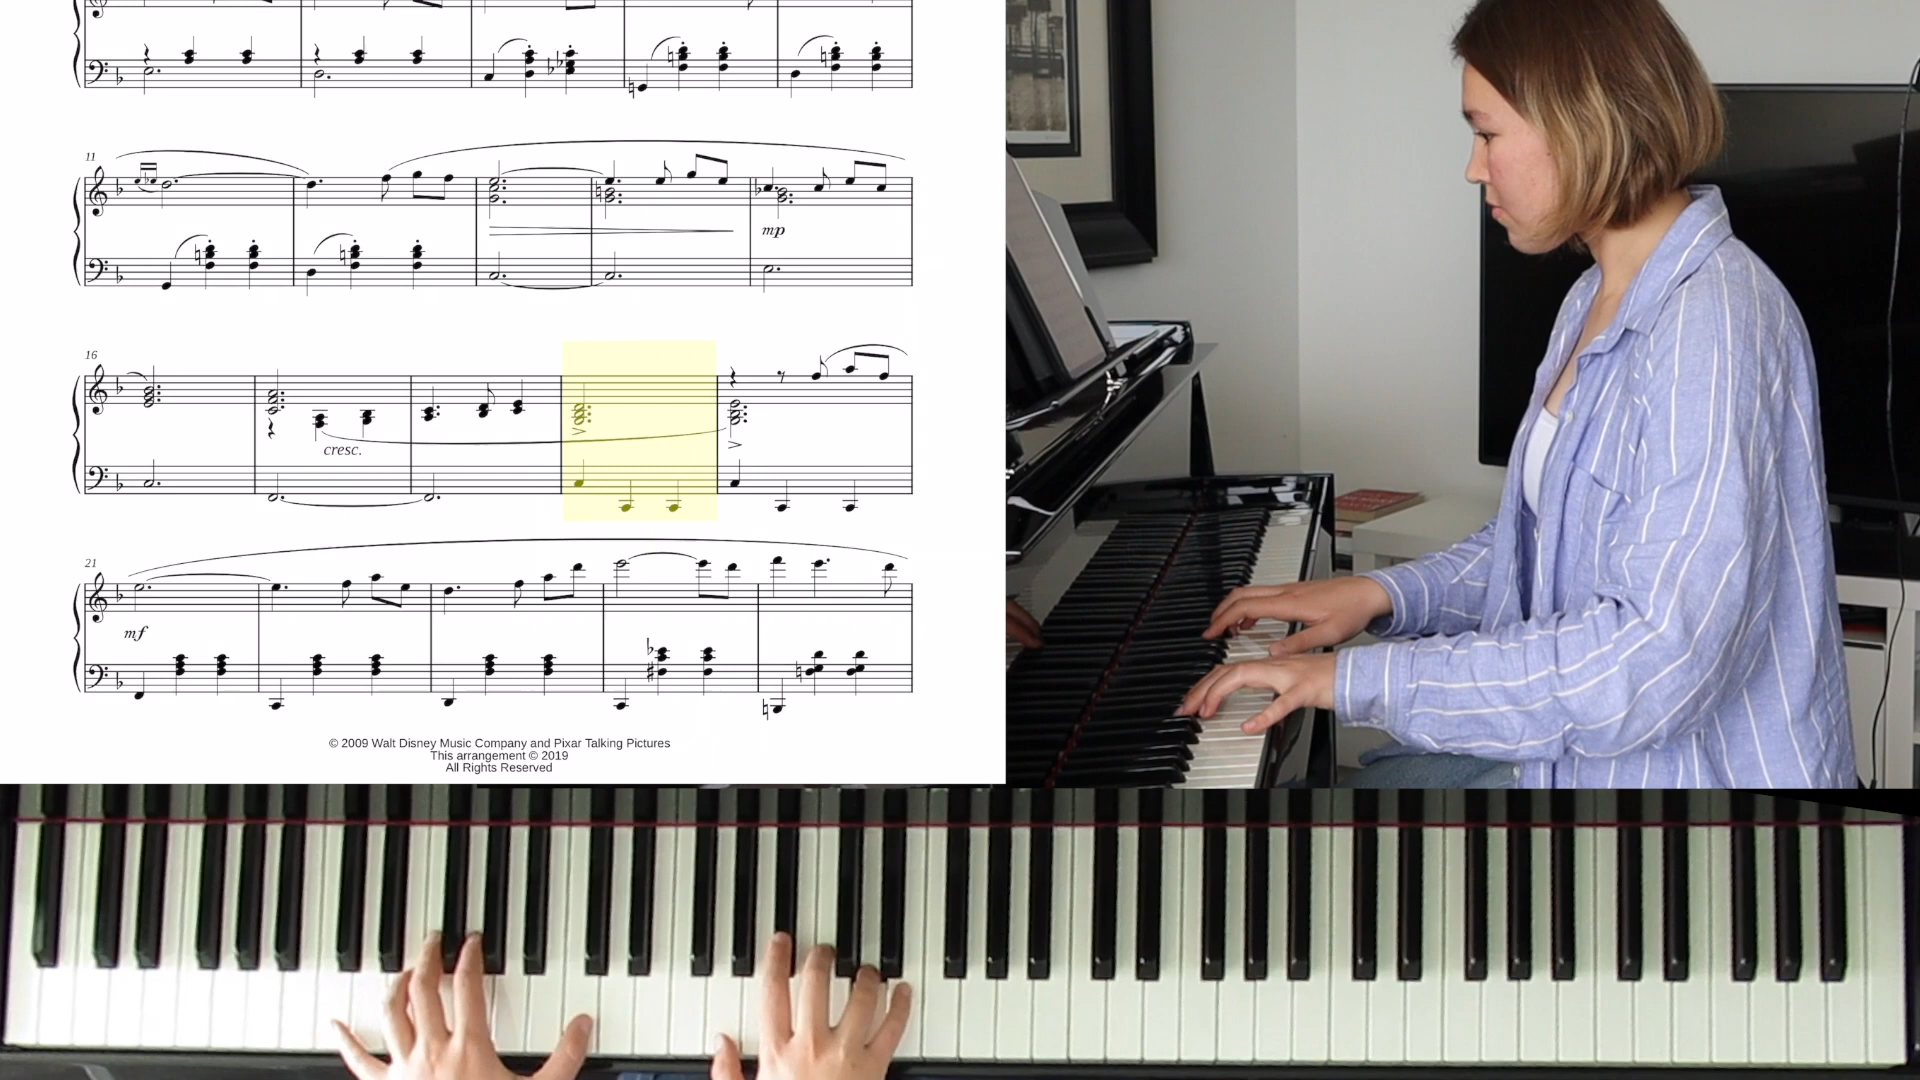 11
mp
16
cresc.
21
mf
© 2009 Walt Disney Music Company and Pixar Talking Pictures
This arrangement © 2019
All Rights Reserved